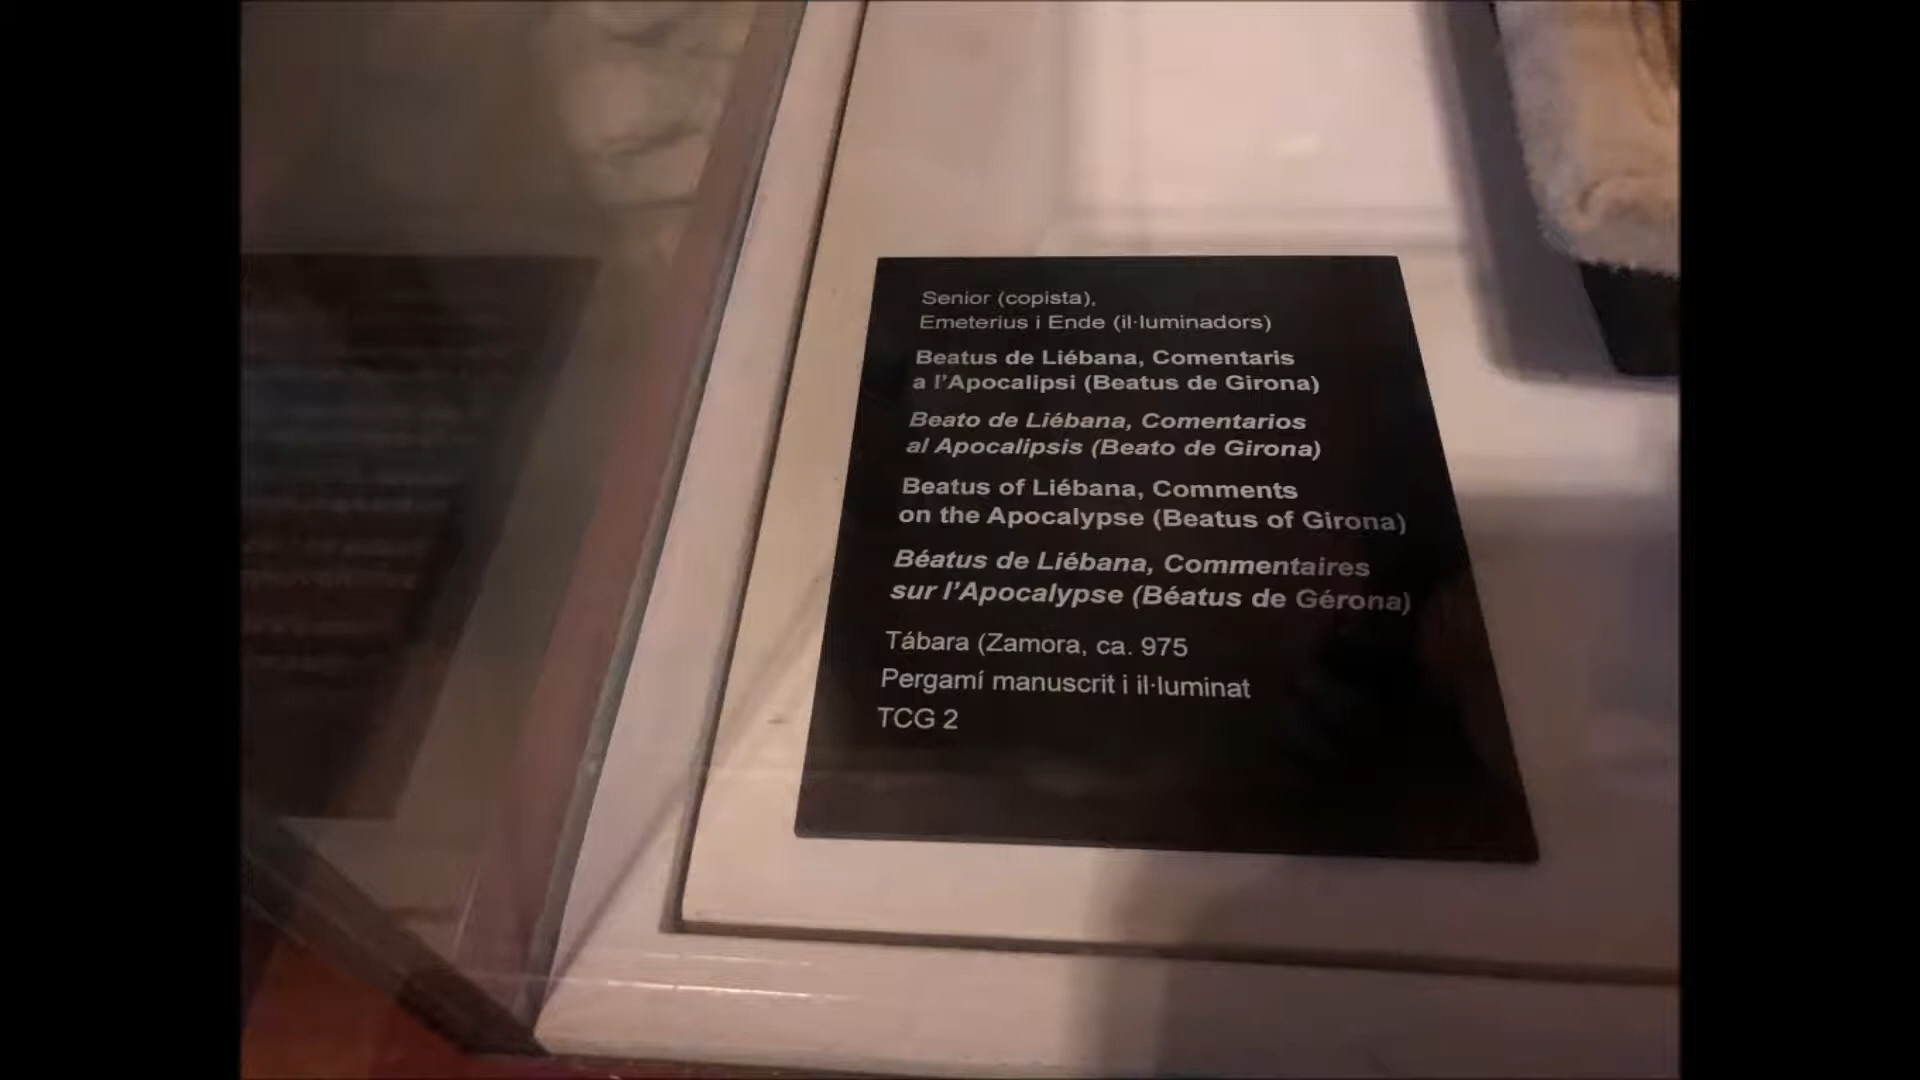 Senior (copista),
Emeterius i Ende (il·luminadors)
Beatus de Liébana, Comentaris
a l'Apocalipsi (Beatus de Girona)
Beato de Liébana, Comentarios
al Apocalipsis (Beato de Girona)
Beatus of Liébana, Comments
on the Apocalypse (Beatus of Girona)
Béatus de Liébana, Commentaires
sur l'Apocalypse (Béatus de Gérona)
Tábara (Zamora, ca. 975
Pergamí manuscrit i il·luminat
TCG 2